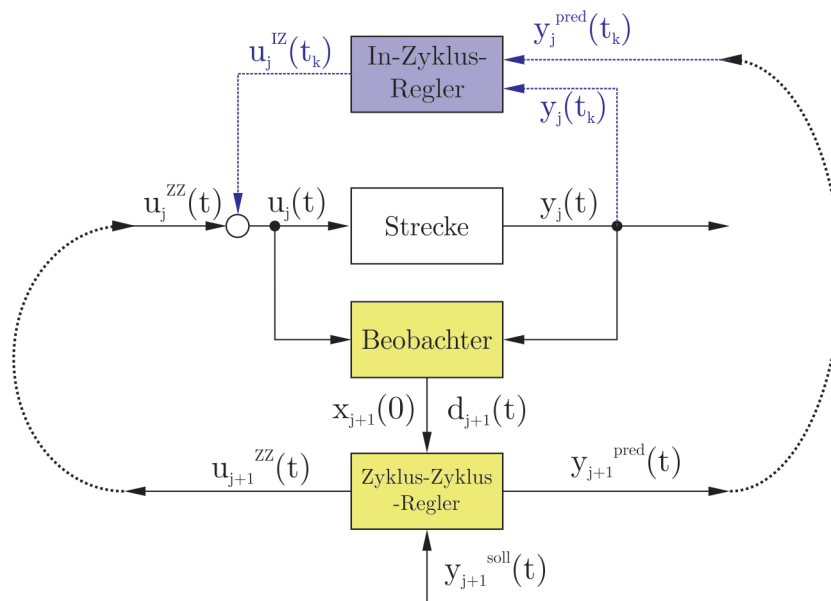 u_j^IZ(t_k)
In-Zyklus-
Regler
y_j^pred(t_k)
y_j(t_k)
u_j^ZZ(t)
u_j(t)
Strecke
y_j(t)
Beobachter
x_{j+1}(0)
d_{j+1}(t)
u_{j+1}^ZZ(t)
Zyklus-Zyklus
-Regler
y_{j+1}^pred(t)
y_{j+1}^soll(t)